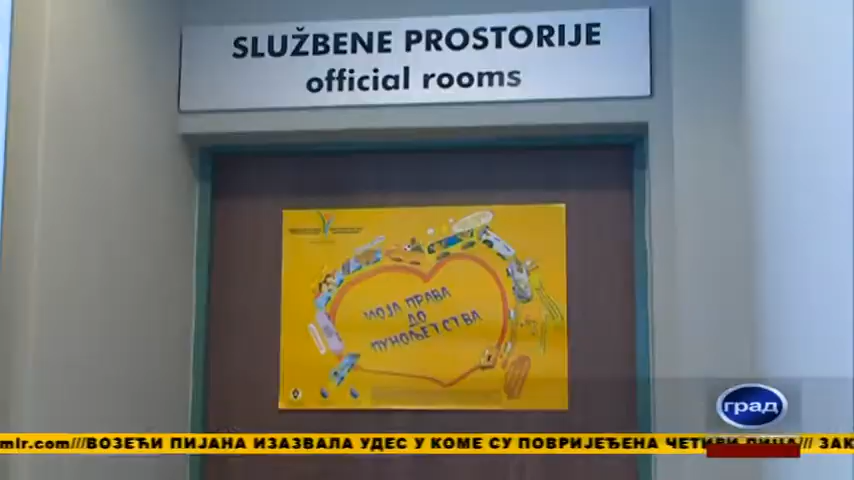 SLUŽBENE PROSTORIJE
official rooms
МОЈА ПРАВА
ДО
ПУНОЉЕТСТВА
град
mlr.com///ВОЗЕЋИ ПИЈАНА ИЗАЗВАЛА УДЕС У КОМЕ СУ ПОВРИЈЕЂЕНА ЧЕТИРИ ЛИЦА/// ЗАК